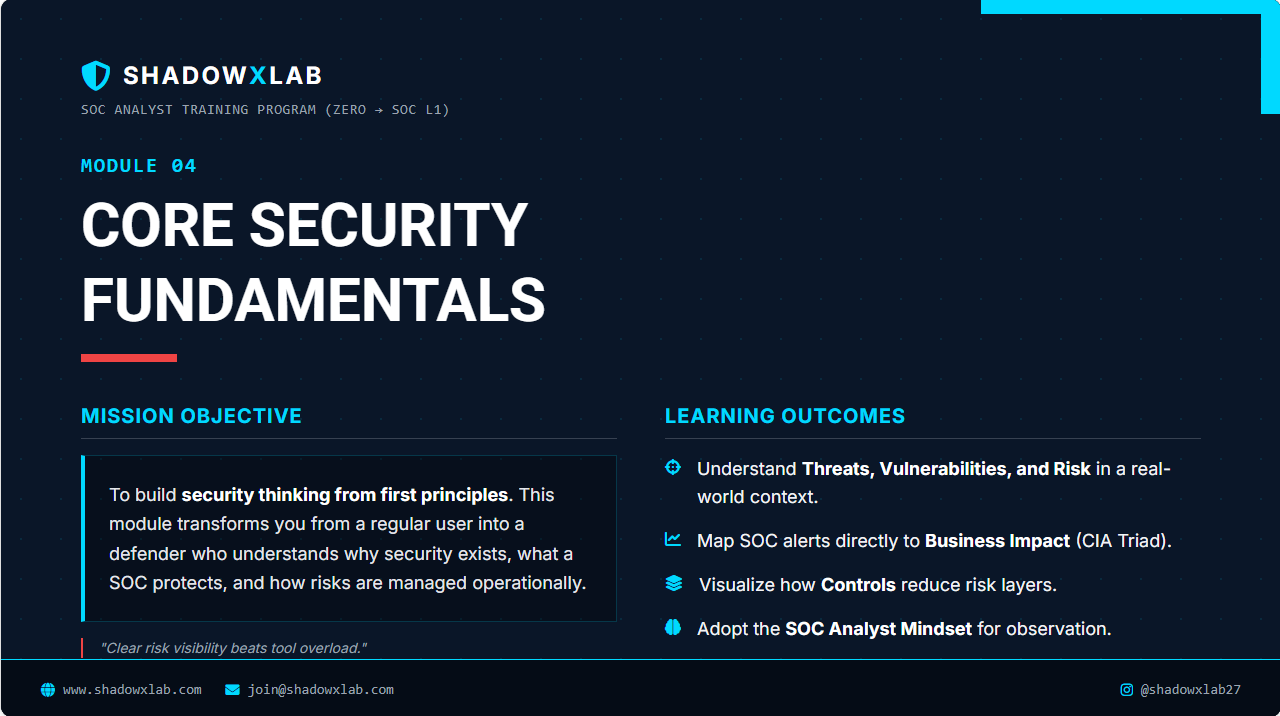 SHADOWXLAB
SOC ANALYST TRAINING PROGRAM (ZERO → SOC L1)
MODULE 04
CORE SECURITY
FUNDAMENTALS
MISSION OBJECTIVE
To build security thinking from first principles. This
module transforms you from a regular user into a
defender who understands why security exists, what a
SOC protects, and how risks are managed operationally.
"Clear risk visibility beats tool overload."
LEARNING OUTCOMES
Understand Threats, Vulnerabilities, and Risk in a real-
world context.
Map SOC alerts directly to Business Impact (CIA Triad).
Visualize how Controls reduce risk layers.
Adopt the SOC Analyst Mindset for observation.
www.shadowxlab.com join@shadowxlab.com @shadowxlab27